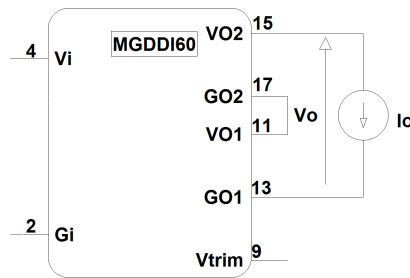 MGDDI60
VO2 15
4 Vi
GO2 17
VO1 11
Vo
Io
GO1 13
2 Gi
Vtrim 9